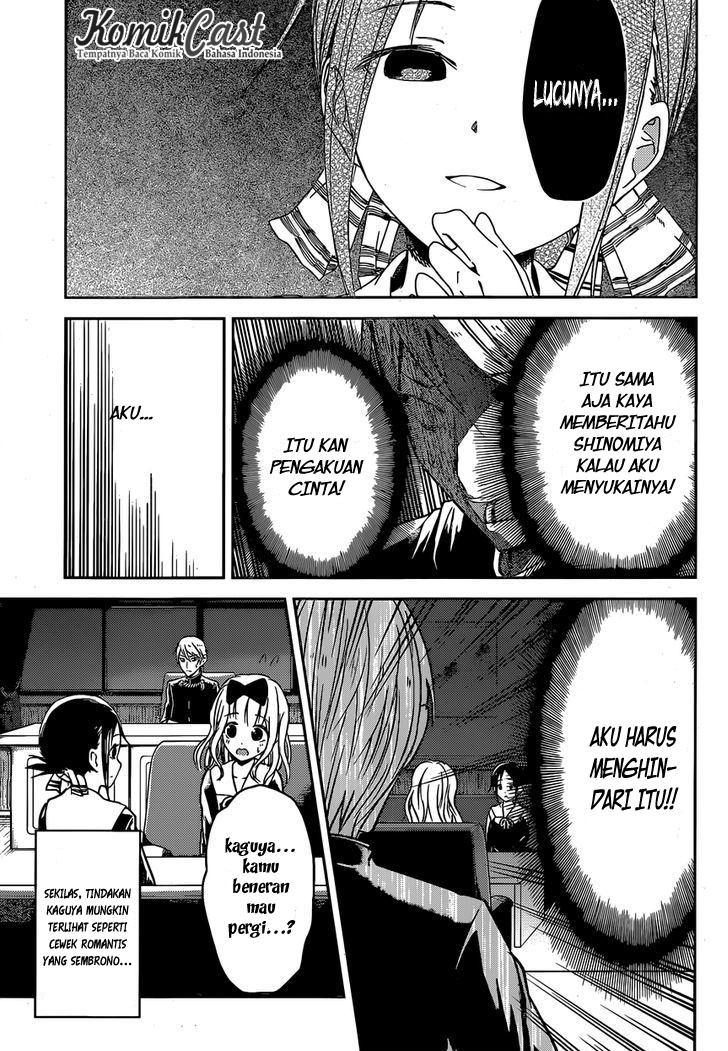 KomikCast
Tempatnya Baca Komik Bahasa Indonesia
LUCUNYA...
ITU SAMA
AJA KAYA
MEMBERITAHU
SHINOMIYA
KALAU AKU
MENYUKAINYA!
ITU KAN
PENGAKUAN
CINTA!
AKU...
AKU HARUS
MENGHIN-
DARI ITU!!
kaguya...
kamu
beneran
mau
pergi...?
SEKILAS, TINDAKAN
KAGUYA MUNGKIN
TERLIHAT SEPERTI
CEWEK ROMANTIS
YANG SEMBRONO...